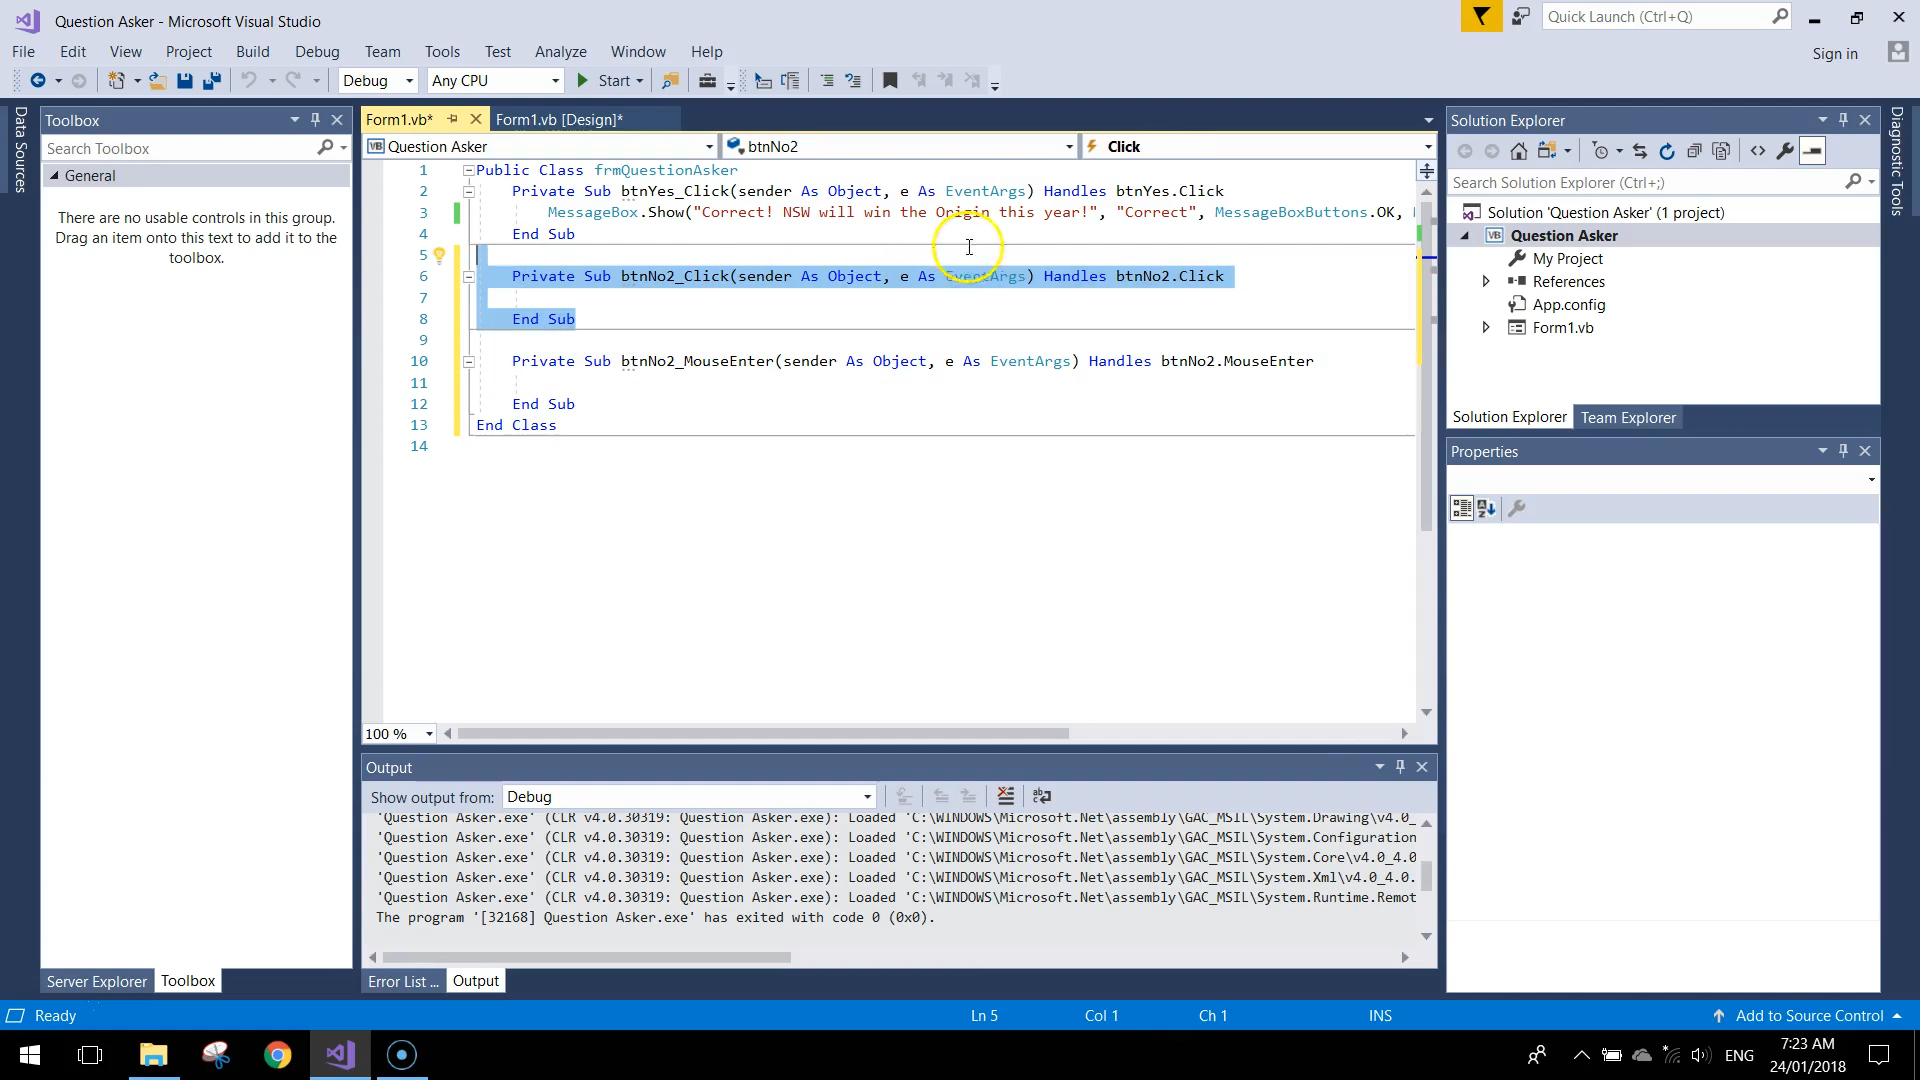 Question Asker - Microsoft Visual Studio
Quick Launch (Ctrl+Q)
File Edit View Project Build Debug Team Tools Test Analyze Window Help
Sign in
Debug Any CPU Start
Data Sources
Toolbox
Search Toolbox
General
There are no usable controls in this group.
Drag an item onto this text to add it to the
toolbox.
Server Explorer Toolbox
Form1.vb* Form1.vb [Design]*
VB Question Asker btnNo2 Click
1 Public Class frmQuestionAsker
2 Private Sub btnYes_Click(sender As Object, e As EventArgs) Handles btnYes.Click
3 MessageBox.Show("Correct! NSW will win the Origin this year!", "Correct", MessageBoxButtons.OK,
4 End Sub
5
6 Private Sub btnNo2_Click(sender As Object, e As EventArgs) Handles btnNo2.Click
7
8 End Sub
9
10 Private Sub btnNo2_MouseEnter(sender As Object, e As EventArgs) Handles btnNo2.MouseEnter
11
12 End Sub
13 End Class
14
100 %
Output
Show output from: Debug
'Question Asker.exe' (CLR v4.0.30319: Question Asker.exe): Loaded 'C:\WINDOWS\Microsoft.Net\assembly\GAC_MSIL\System.Drawing\v4.0_
'Question Asker.exe' (CLR v4.0.30319: Question Asker.exe): Loaded 'C:\WINDOWS\Microsoft.Net\assembly\GAC_MSIL\System.Configuration
'Question Asker.exe' (CLR v4.0.30319: Question Asker.exe): Loaded 'C:\WINDOWS\Microsoft.Net\assembly\GAC_MSIL\System.Core\v4.0_4.0
'Question Asker.exe' (CLR v4.0.30319: Question Asker.exe): Loaded 'C:\WINDOWS\Microsoft.Net\assembly\GAC_MSIL\System.Xml\v4.0_4.0.
'Question Asker.exe' (CLR v4.0.30319: Question Asker.exe): Loaded 'C:\WINDOWS\Microsoft.Net\assembly\GAC_MSIL\System.Runtime.Remot
The program '[32168] Question Asker.exe' has exited with code 0 (0x0).
Error List ... Output
Solution Explorer
Search Solution Explorer (Ctrl+;)
Solution 'Question Asker' (1 project)
VB Question Asker
My Project
References
App.config
Form1.vb
Solution Explorer Team Explorer
Properties
Diagnostic Tools
Ready Ln 5 Col 1 Ch 1 INS Add to Source Control
ENG
7:23 AM
24/01/2018